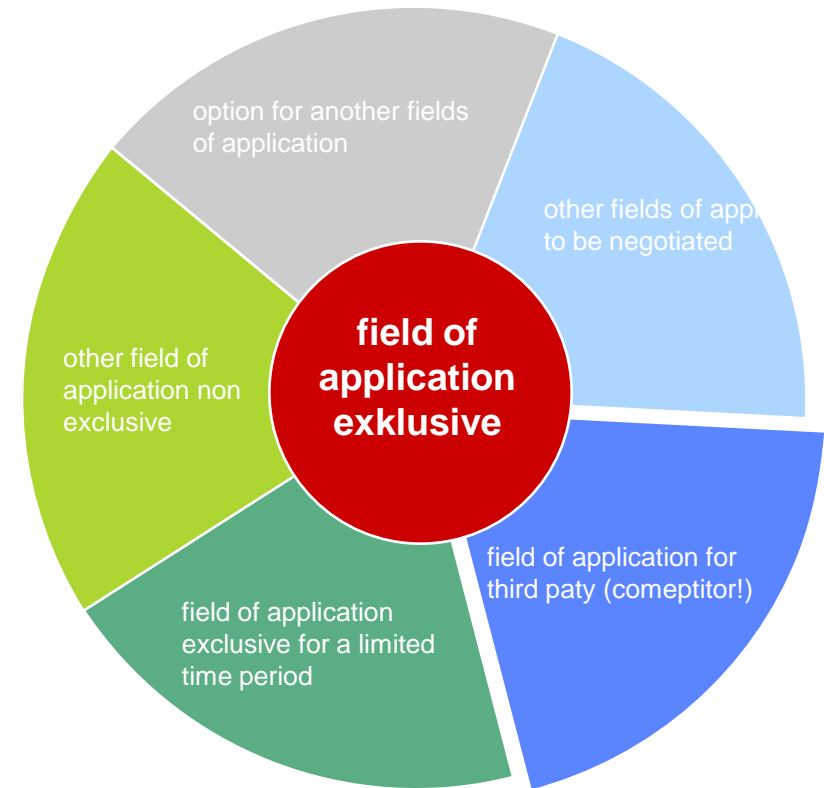 option for another fields
of application
other fields of appli
to be negotiated
field of
application
exklusive
other field of
application non
exclusive
field of application for
third paty (comeptitor!)
field of application
exclusive for a limited
time period